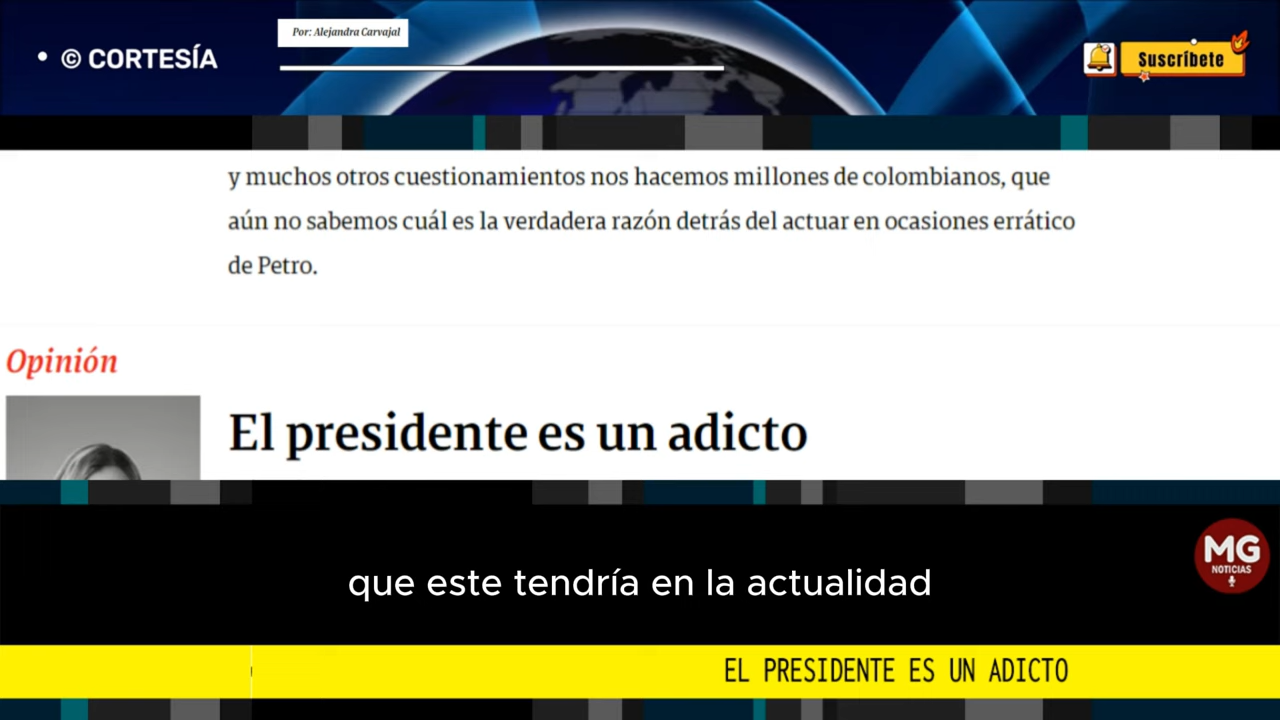 Por: Alejandra Carvajal
• © CORTESÍA
Suscríbete
y muchos otros cuestionamientos nos hacemos millones de colombianos, que
aún no sabemos cuál es la verdadera razón detrás del actuar en ocasiones errático
de Petro.
Opinión
El presidente es un adicto
MG
NOTICIAS
que este tendría en la actualidad
EL PRESIDENTE ES UN ADICTO